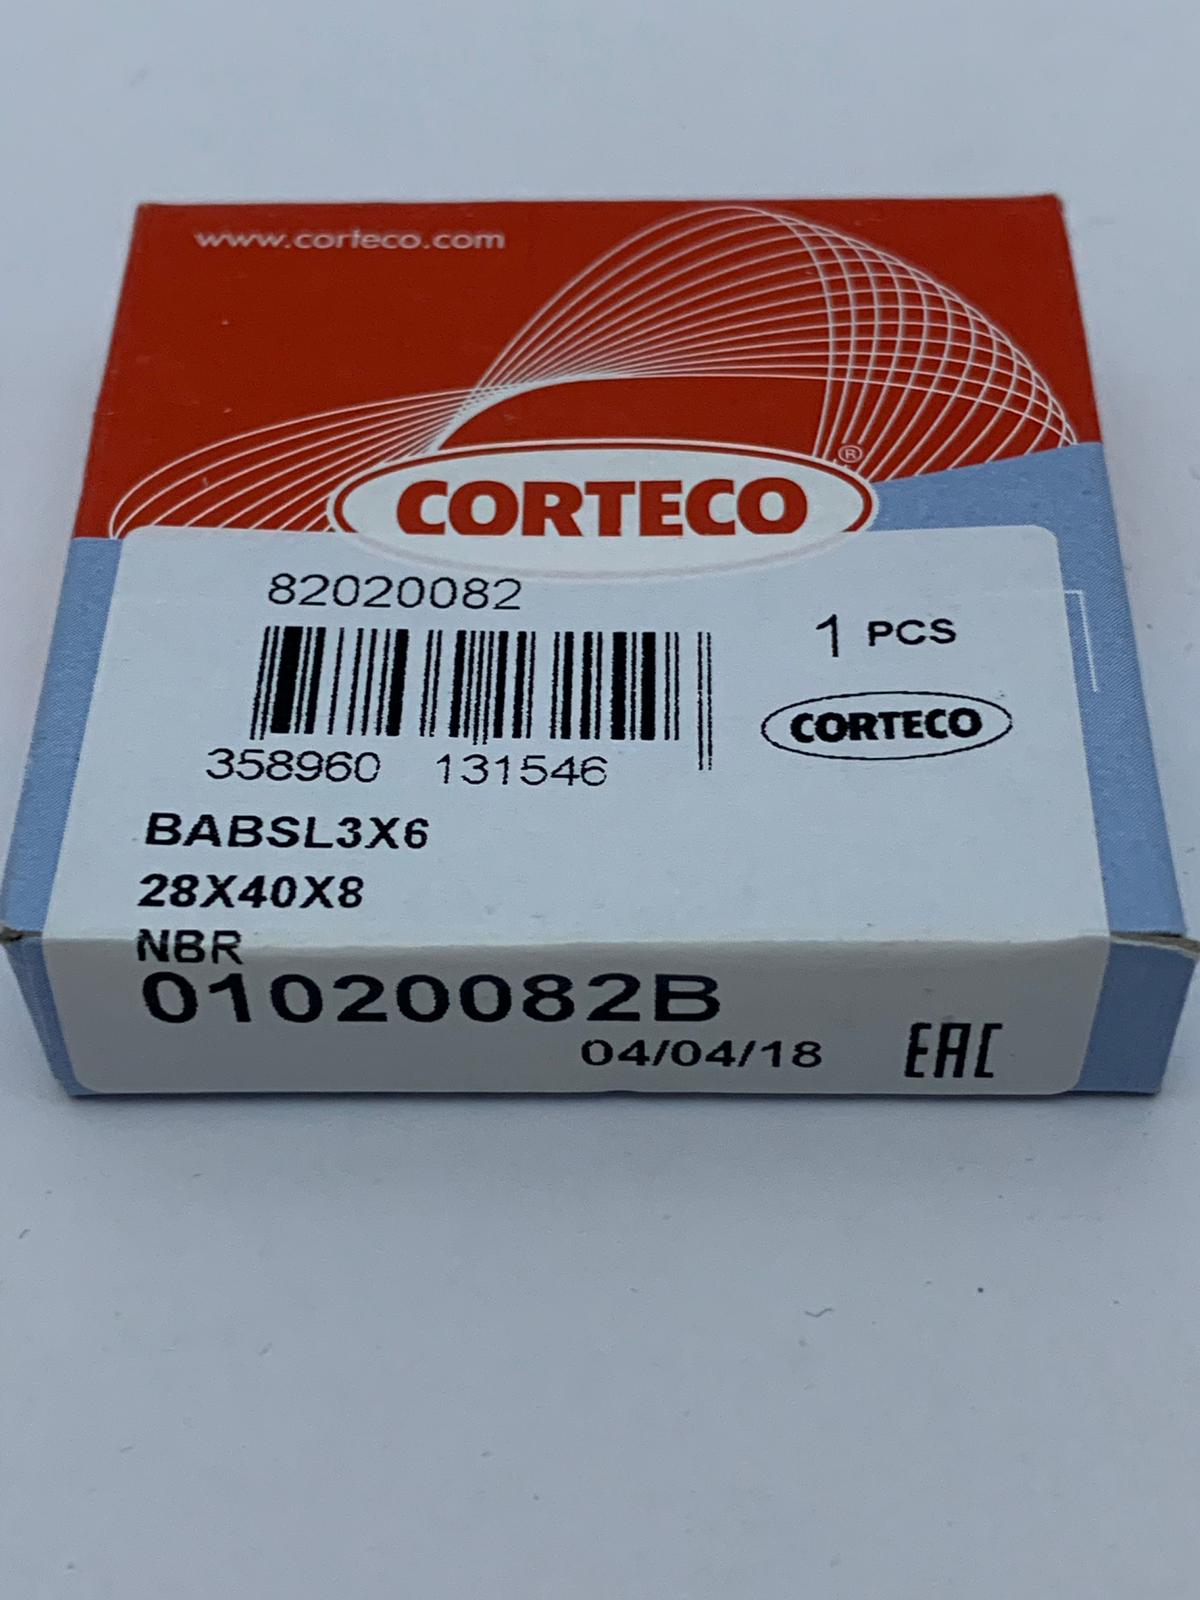 www.corteco.com
CORTECO®
82020082
1 PCS
CORTECO
358960 131546
BABSL3X6
28X40X8
NBR
01020082B
04/04/18
EAC